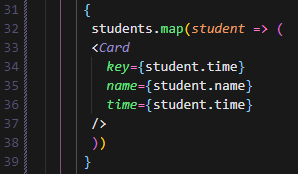 31 {
32 students.map(student => (
33 <Card
34 key={student.time}
35 name={student.name}
36 time={student.time}
37 />
38 ))
39 }